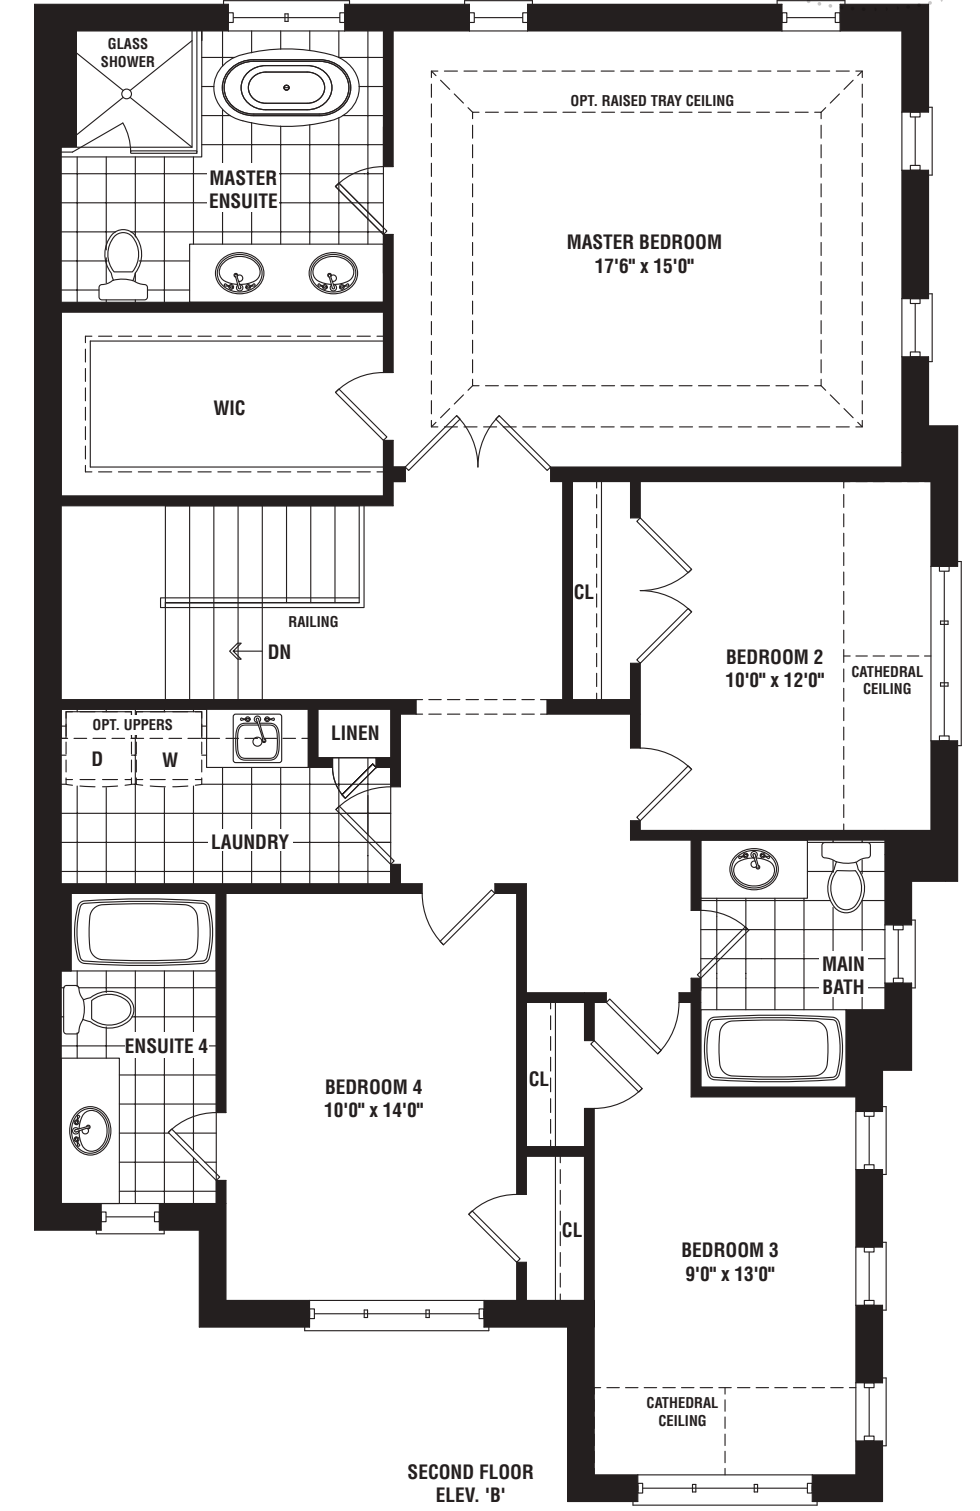 GLASS
SHOWER
OPT. RAISED TRAY CEILING
MASTER
ENSUITE
MASTER BEDROOM
17'6" x 15'0"
WIC
CL
RAILING
DN
BEDROOM 2
10'0" x 12'0"
CATHEDRAL
CEILING
OPT. UPPERS
D
W
LINEN
LAUNDRY
MAIN
BATH
ENSUITE 4
BEDROOM 4
10'0" x 14'0"
CL
CL
BEDROOM 3
9'0" x 13'0"
CATHEDRAL
CEILING
SECOND FLOOR
ELEV. 'B'